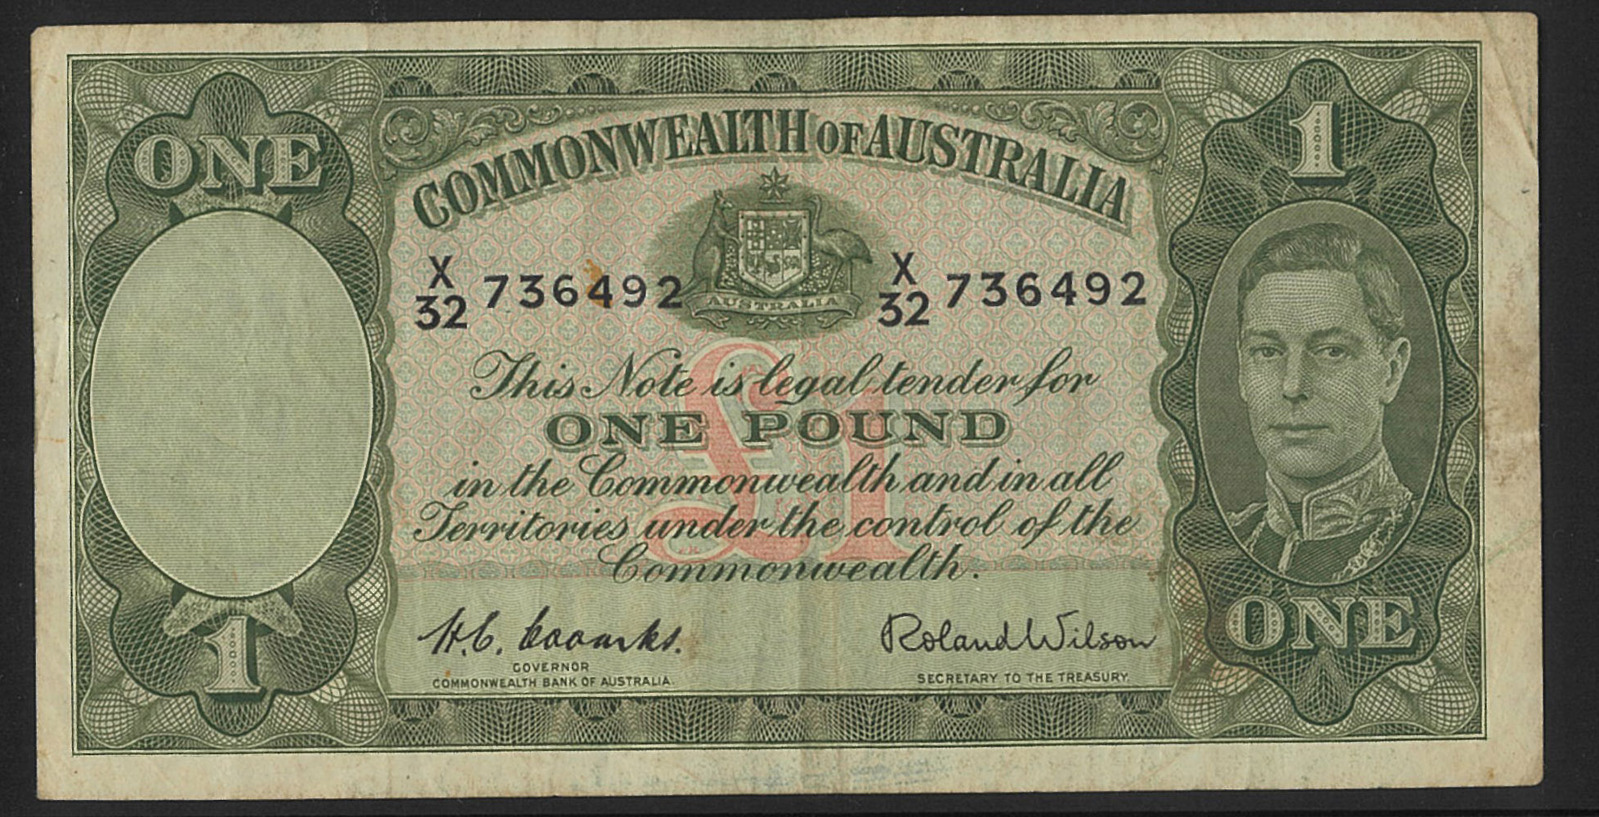 ONE
1
COMMONWEALTH OF AUSTRALIA
X
32 736492
X
32 736492
AUSTRALIA
This Note is legal tender for
ONE POUND
in the Commonwealth and in all
Territories under the control of the
Commonwealth.
£1
H.C. Coombs.
GOVERNOR
COMMONWEALTH BANK OF AUSTRALIA.
Roland Wilson
SECRETARY TO THE TREASURY.
1
ONE